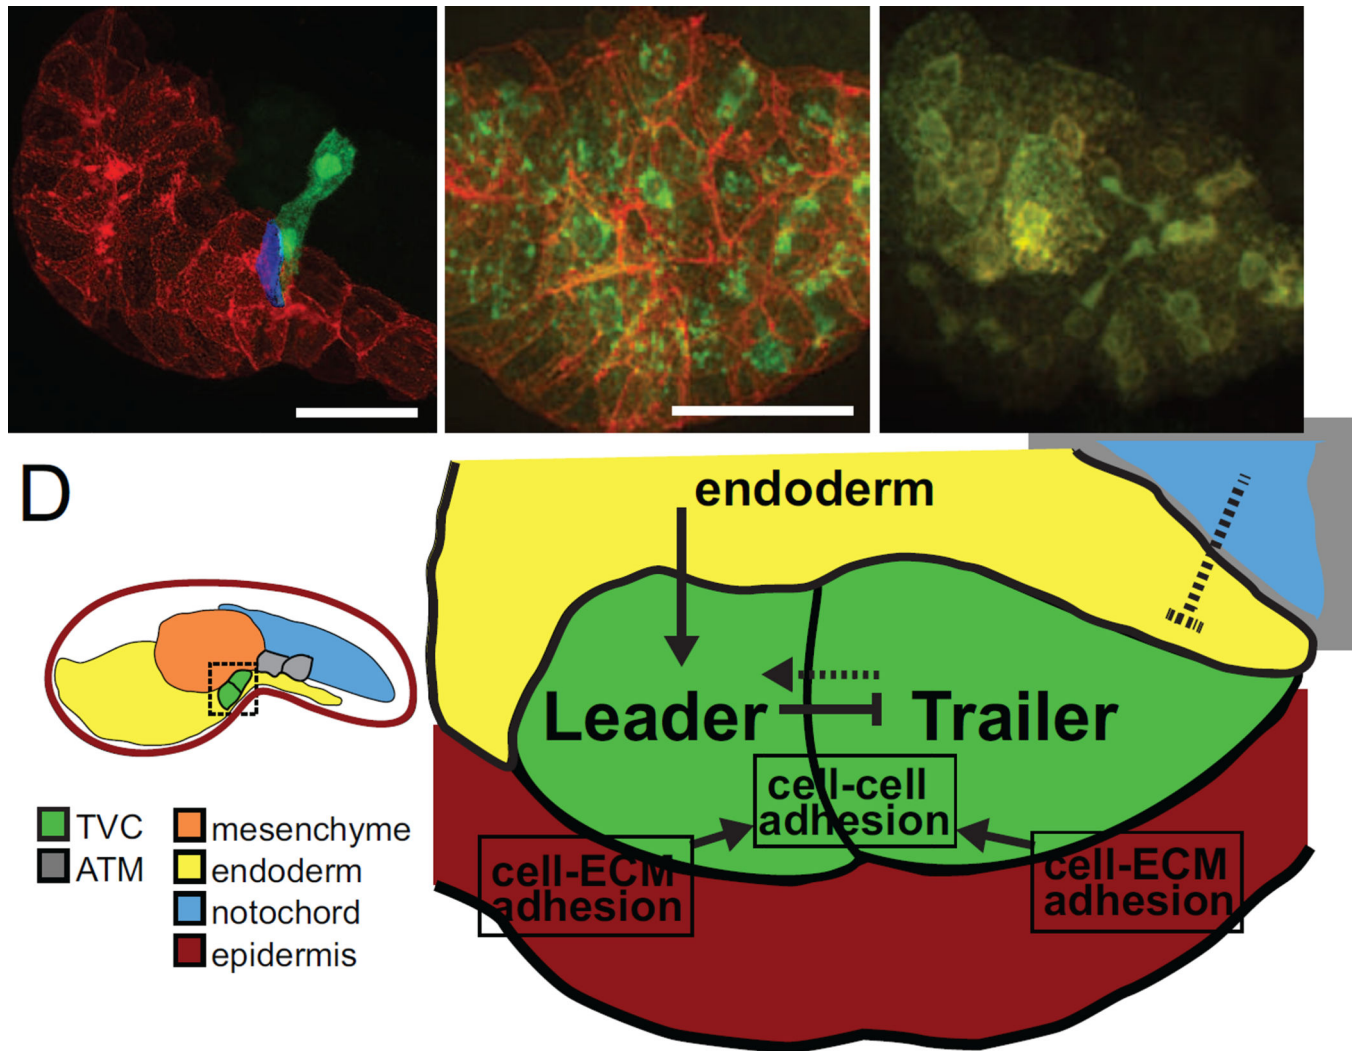 D
endoderm
Leader
Trailer
cell-cell
adhesion
cell-ECM
adhesion
cell-ECM
adhesion
TVC
ATM
mesenchyme
endoderm
notochord
epidermis